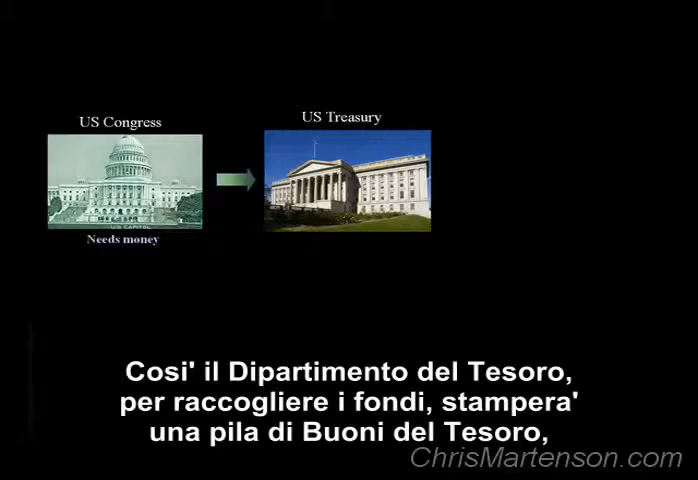 US Congress
US Treasury
U.S. CAPITOL
Needs money
Cosi' il Dipartimento del Tesoro,
per raccogliere i fondi, stampera'
una pila di Buoni del Tesoro,
ChrisMartenson.com